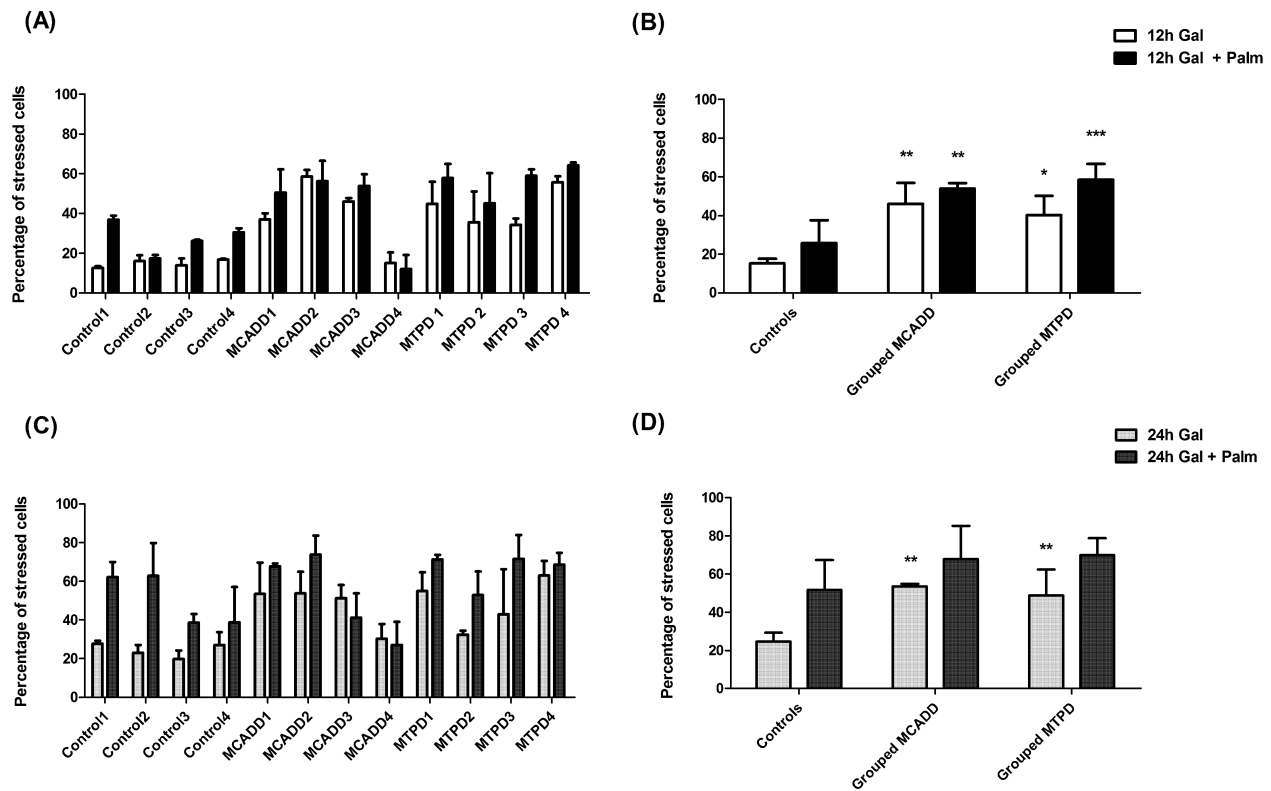 (A)
Percentage of stressed cells
100
80
60
40
20
0
Control1
Control2
Control3
Control4
MCADD1
MCADD2
MCADD3
MCADD4
MTPD 1
MTPD 2
MTPD 3
MTPD 4
(B)
12h Gal
12h Gal + Palm
Percentage of stressed cells
100
80
60
40
20
0
**
**
*
***
Controls
Grouped MCADD
Grouped MTPD
(C)
Percentage of stressed cells
100
80
60
40
20
0
Control1
Control2
Control3
Control4
MCADD1
MCADD2
MCADD3
MCADD4
MTPD1
MTPD2
MTPD3
MTPD4
(D)
24h Gal
24h Gal + Palm
Percentage of stressed cells
100
80
60
40
20
0
**
**
Controls
Grouped MCADD
Grouped MTPD